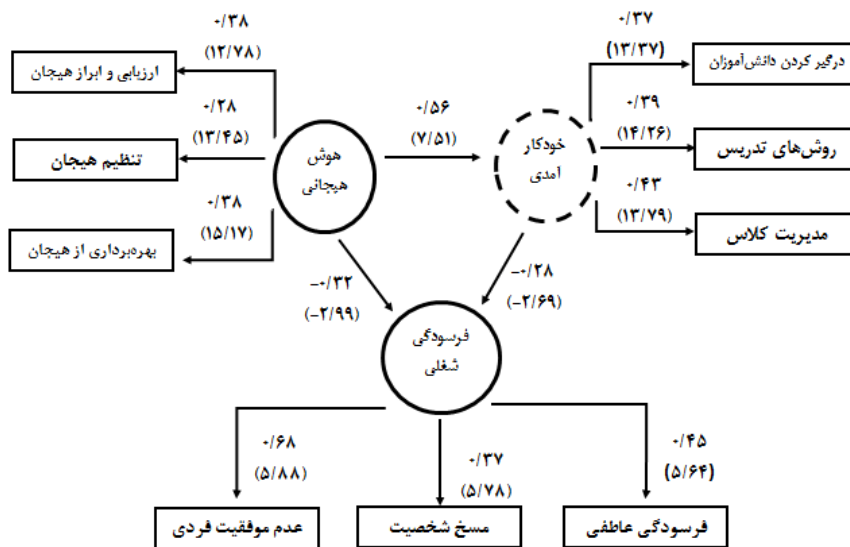 ۰/۳۷
(۱۳/۳۷)
درگیر کردن دانش‌آموزان
۰/۳۹
(۱۴/۲۶)
روش‌های تدریس
۰/۴۳
(۱۳/۷۹)
مدیریت کلاس
خودکار
آمدی
۰/۵۶
(۷/۵۱)
هوش
هیجانی
۰/۳۸
(۱۲/۷۸)
ارزیابی و ابراز هیجان
۰/۲۸
(۱۳/۴۵)
تنظیم هیجان
۰/۳۸
(۱۵/۱۷)
بهره‌برداری از هیجان
−۰/۲۸
(−۲/۶۹)
−۰/۳۲
(−۲/۹۹)
فرسودگی
شغلی
۰/۴۵
(۵/۶۴)
فرسودگی عاطفی
۰/۳۷
(۵/۷۸)
مسخ شخصیت
۰/۶۸
(۵/۸۸)
عدم موفقیت فردی